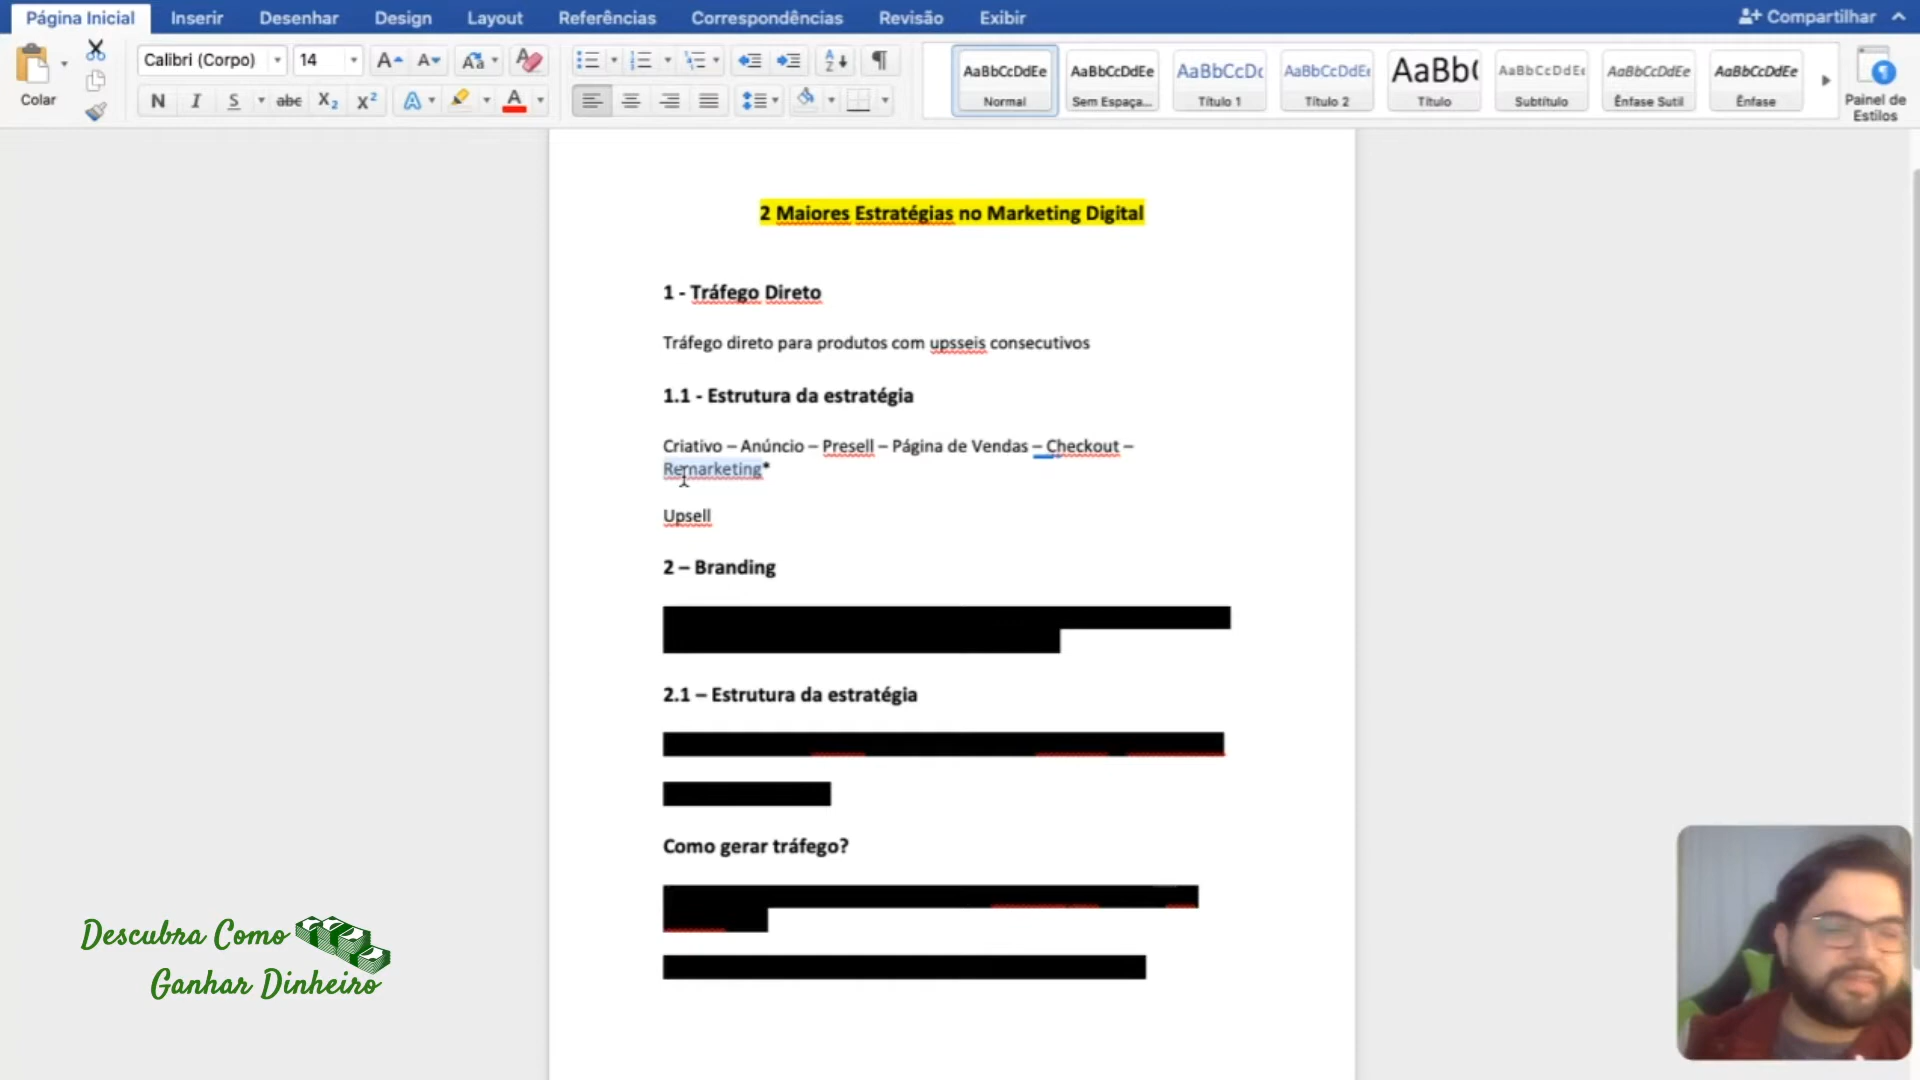 Página Inicial Inserir Desenhar Design Layout Referências Correspondências Revisão Exibir Compartilhar
Colar
Calibri (Corpo) 14
N I S abc X₂ X²
AaBbCcDdEe AaBbCcDdEe AaBbCcDc AaBbCcDdEe AaBb( AaBbCcDdEe AaBbCcDdEe AaBbCcDdEe
Normal Sem Espaça... Título 1 Título 2 Título Subtítulo Ênfase Sutil Ênfase
Painel de
Estilos
2 Maiores Estratégias no Marketing Digital
1 - Tráfego Direto
Tráfego direto para produtos com upsseis consecutivos
1.1 - Estrutura da estratégia
Criativo – Anúncio – Presell – Página de Vendas – Checkout –
Remarketing*
Upsell
2 – Branding
2.1 – Estrutura da estratégia
Como gerar tráfego?
Descubra Como
Ganhar Dinheiro